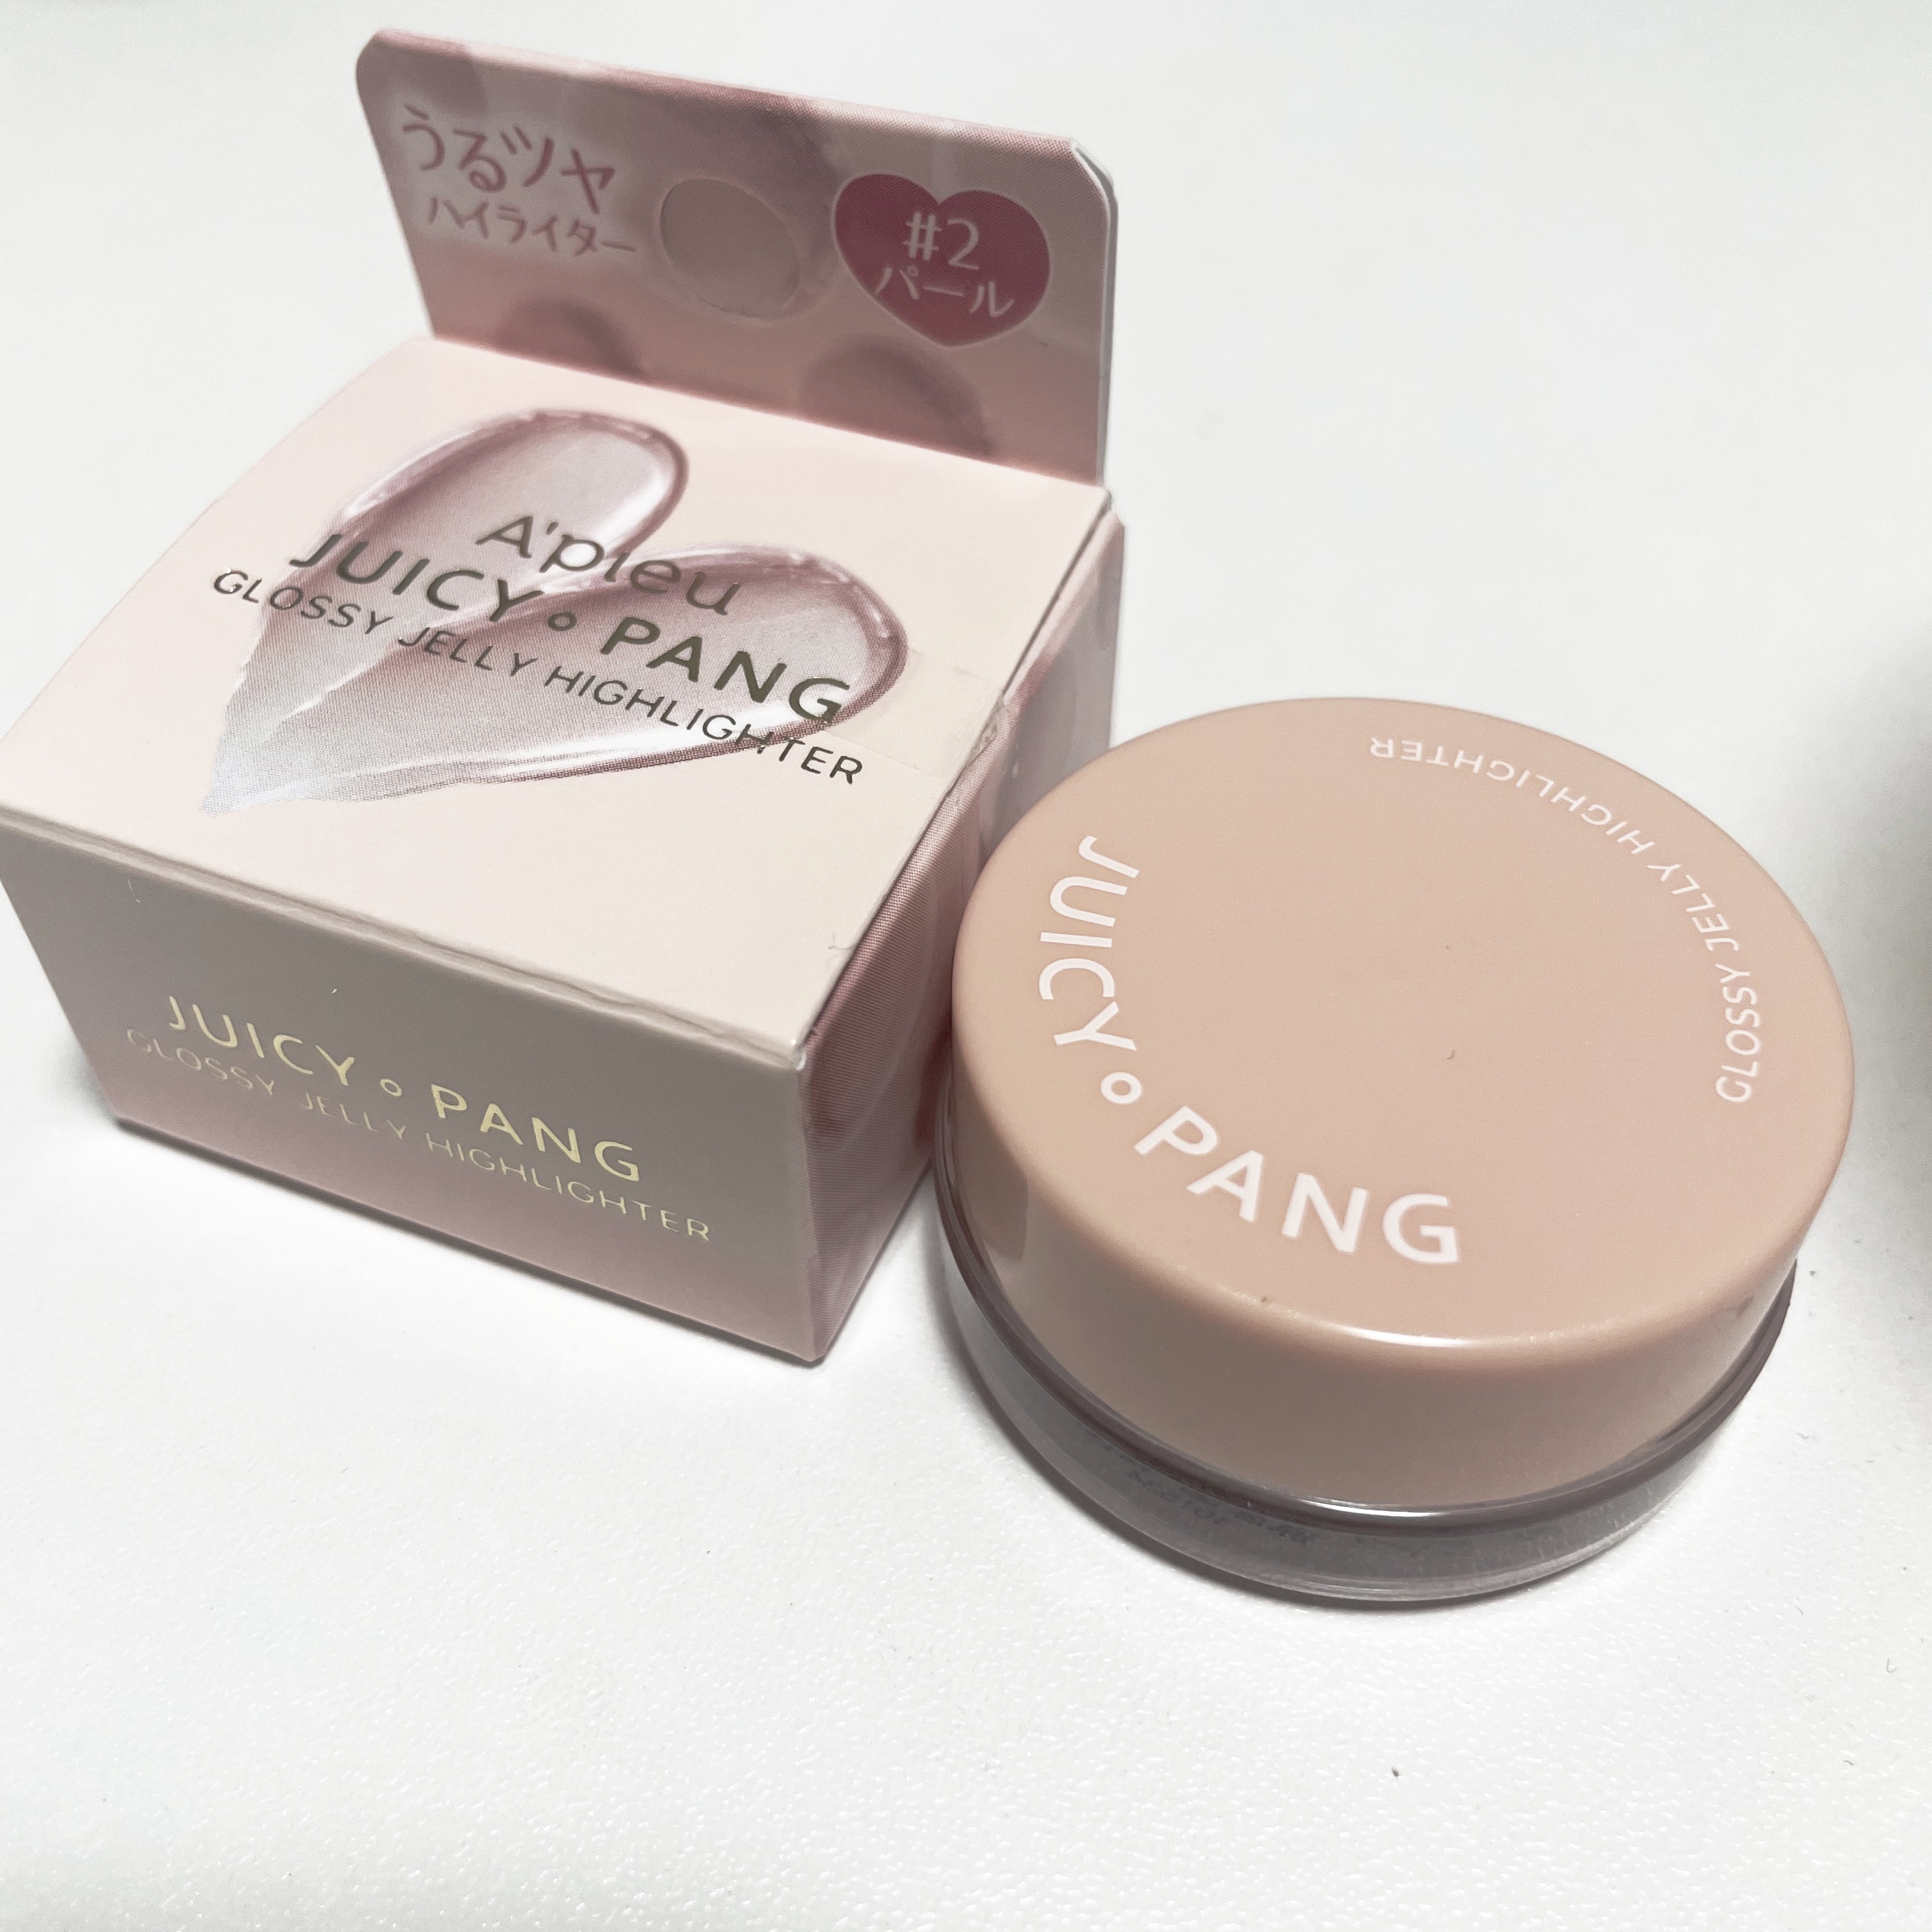 うるツヤ
ハイライター
#2
パール
A'pieu
JUICY PANG
GLOSSY JELLY HIGHLIGHTER
JUICY PANG
GLOSSY JELLY HIGHLIGHTER
JUICY PANG
GLOSSY JELLY HIGHLIGHTER